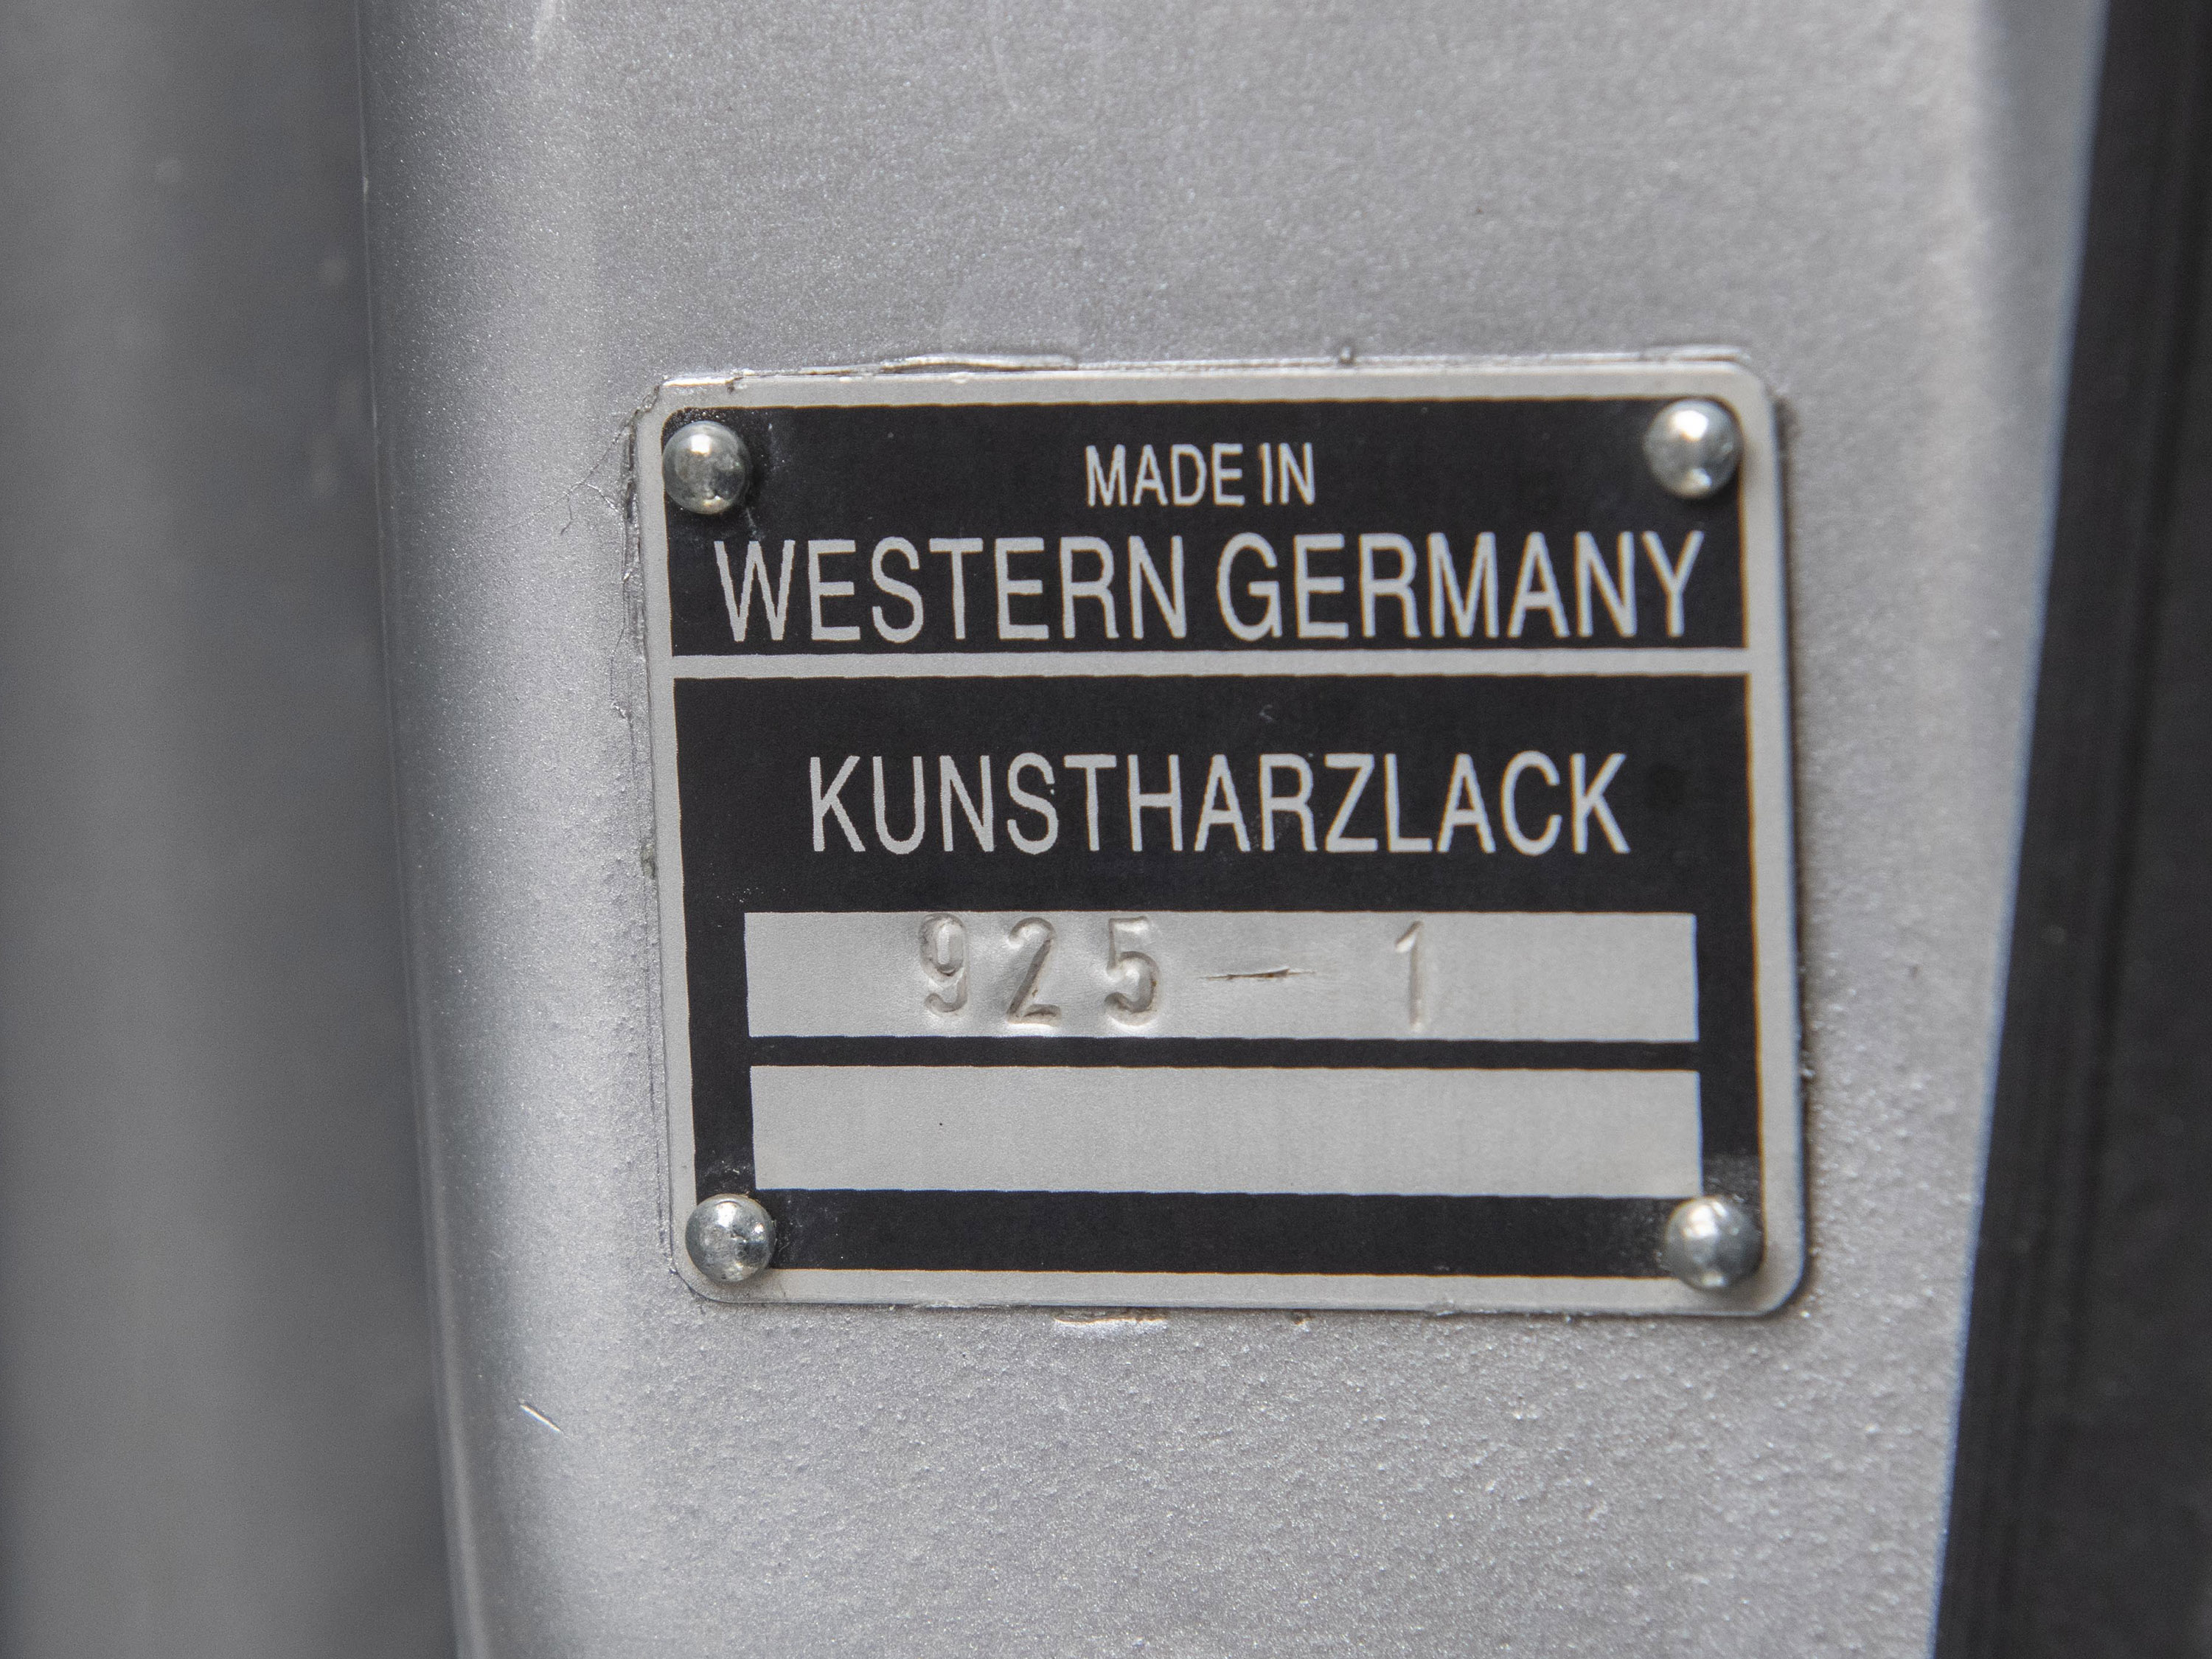 MADE IN
WESTERN GERMANY
KUNSTHARZLACK
925 – 1